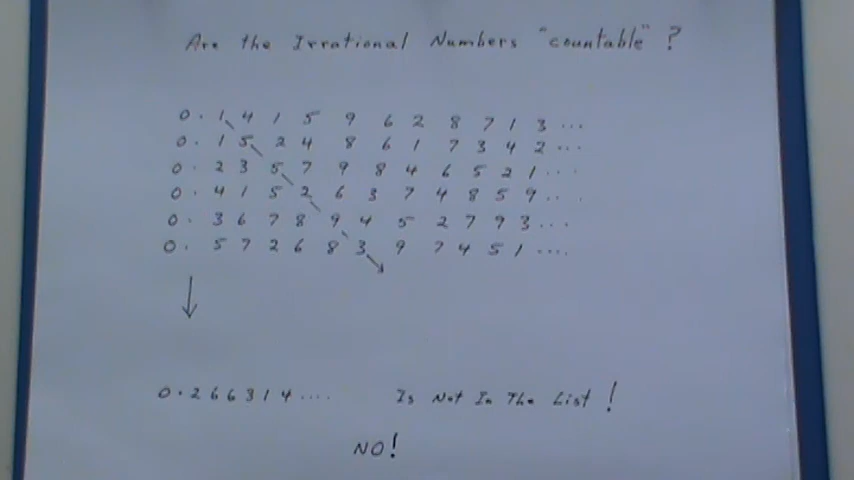 Are the Irrational Numbers "countable" ?
0. 1 4 1 5 9 6 2 8 7 1 3 ...
0. 1 5 2 4 8 6 1 7 3 4 2 ...
0. 2 3 5 7 9 8 4 6 5 2 1 ...
0. 4 1 5 2 6 3 7 4 8 5 9 ...
0. 3 6 7 8 9 4 5 2 7 9 3 ...
0. 5 7 2 6 8 3 9 7 4 5 1 ....
0.266314.... Is Not In The List!
NO!